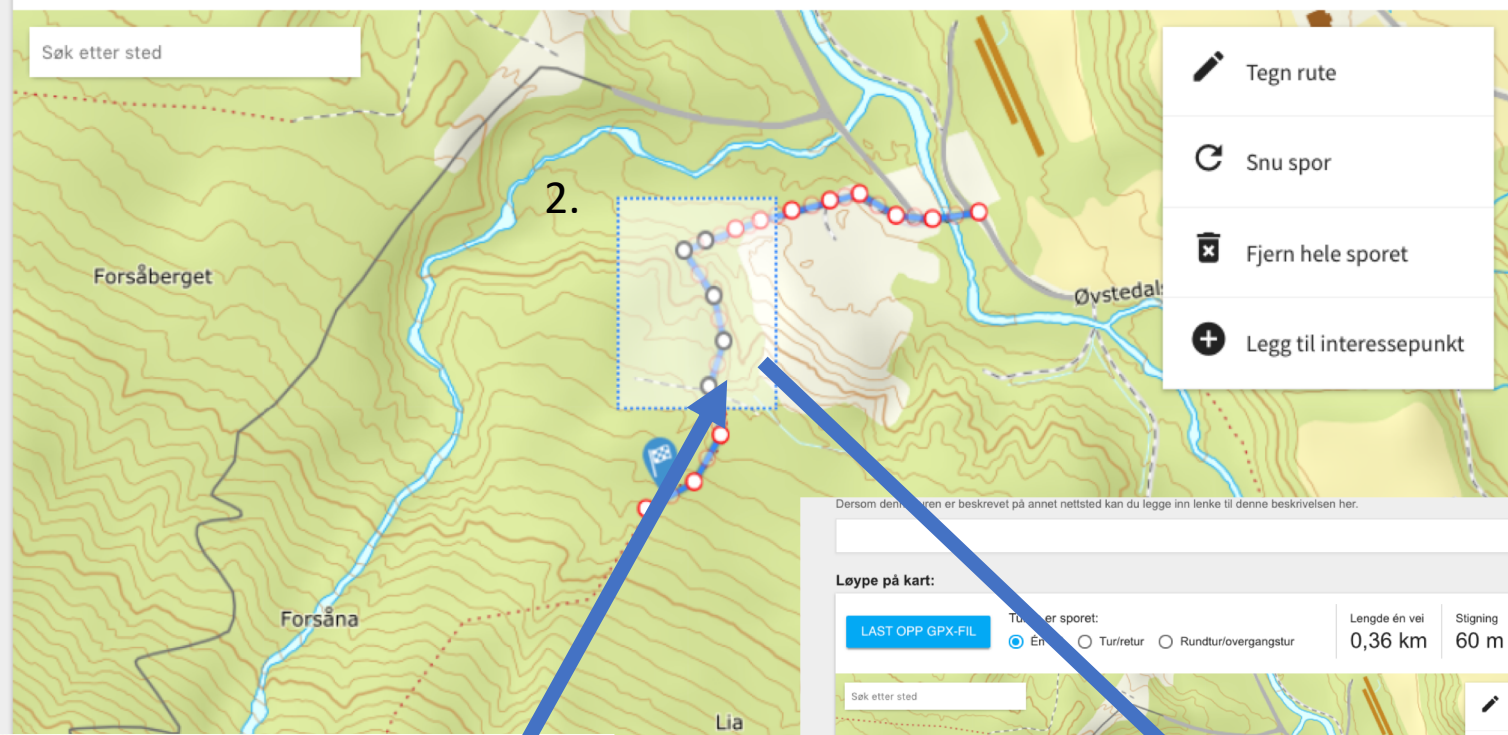 Søk etter sted
Tegn rute
2.
Snu spor
Forsåberget
Fjern hele sporet
Øvstedal
Legg til interessepunkt
Dersom denne turen er beskrevet på annet nettsted kan du legge inn lenke til denne beskrivelsen her.
Løype på kart:
Forsåna
LAST OPP GPX-FIL
er sporet:
Tur/retur
Rundtur/overgangstur
Lengde én vei
0,36 km
Stigning
60 m
Søk etter sted
Lia